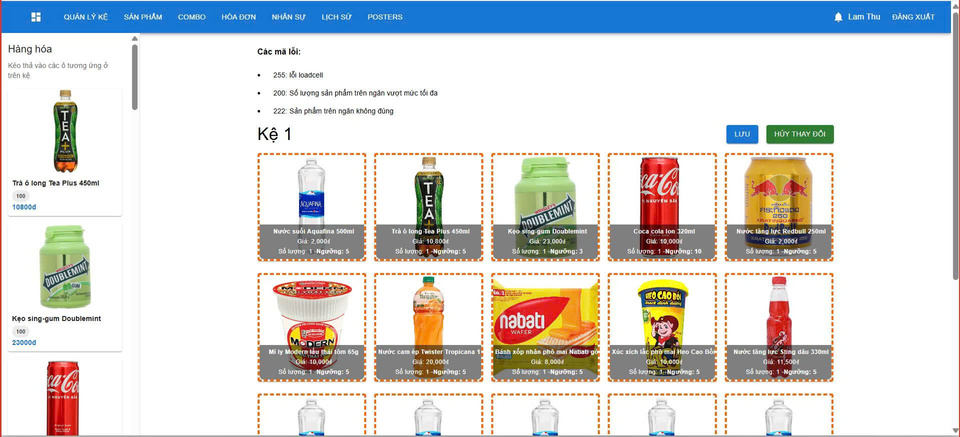 QUẢN LÝ KỆ SẢN PHẨM COMBO HÓA ĐƠN NHÂN SỰ LỊCH SỬ POSTERS Lam Thu ĐĂNG XUẤT
Hàng hóa
Kéo thả vào các ô tương ứng ở
trên kệ
TEA+
Trà ô long Tea Plus 450ml
100
10800đ
DOUBLEMINT
Kẹo sing-gum Doublemint
100
23000đ
Coca-Cola
Các mã lỗi:
• 255: lỗi loadcell
• 200: Số lượng sản phẩm trên ngăn vượt mức tối đa
• 222: Sản phẩm trên ngăn không đúng
Kệ 1
LƯU HỦY THAY ĐỔI
AQUAFINA
Nước suối Aquafina 500ml
Giá: 2,000đ
Số lượng: 1 -Ngưỡng: 5
TEA+
Trà ô long Tea Plus 450ml
Giá: 10,800đ
Số lượng: 1 -Ngưỡng: 5
DOUBLEMINT
Kẹo sing-gum Doublemint
Giá: 23,000đ
Số lượng: 1 -Ngưỡng: 3
Coca-Cola
Coca cola lon 320ml
Giá: 10,000đ
Số lượng: 1 -Ngưỡng: 10
Nước tăng lực Redbull 250ml
Giá: 2,000đ
Số lượng: 1 -Ngưỡng: 5
MODERN
Mì ly Modern lẩu thái tôm 65g
Giá: 10,000đ
Số lượng: 1 -Ngưỡng: 5
Nước cam ép Twister Tropicana 1
Giá: 20,000đ
Số lượng: 1 -Ngưỡng: 5
nabati
WAFER
Bánh xốp nhân phô mai Nabati gó
Giá: 8,000đ
Số lượng: 1 -Ngưỡng: 5
HEO CAO BỒI
Xúc xích lắc phô mai Heo Cao Bồi
Giá: 10,000đ
Số lượng: 1 -Ngưỡng: 5
Nước tăng lực Sting dâu 330ml
Giá: 11,500đ
Số lượng: 1 -Ngưỡng: 5